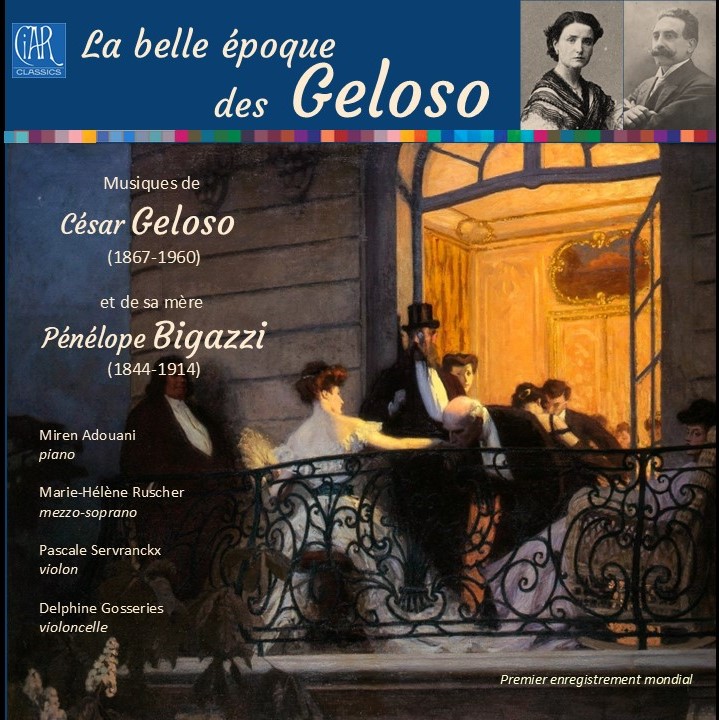 CiAR
CLASSICS
La belle époque
des Geloso
Musiques de
César Geloso
(1867-1960)
et de sa mère
Pénélope Bigazzi
(1844-1914)
Miren Adouani
piano
Marie-Hélène Ruscher
mezzo-soprano
Pascale Servranckx
violon
Delphine Gosseries
violoncelle
Premier enregistrement mondial